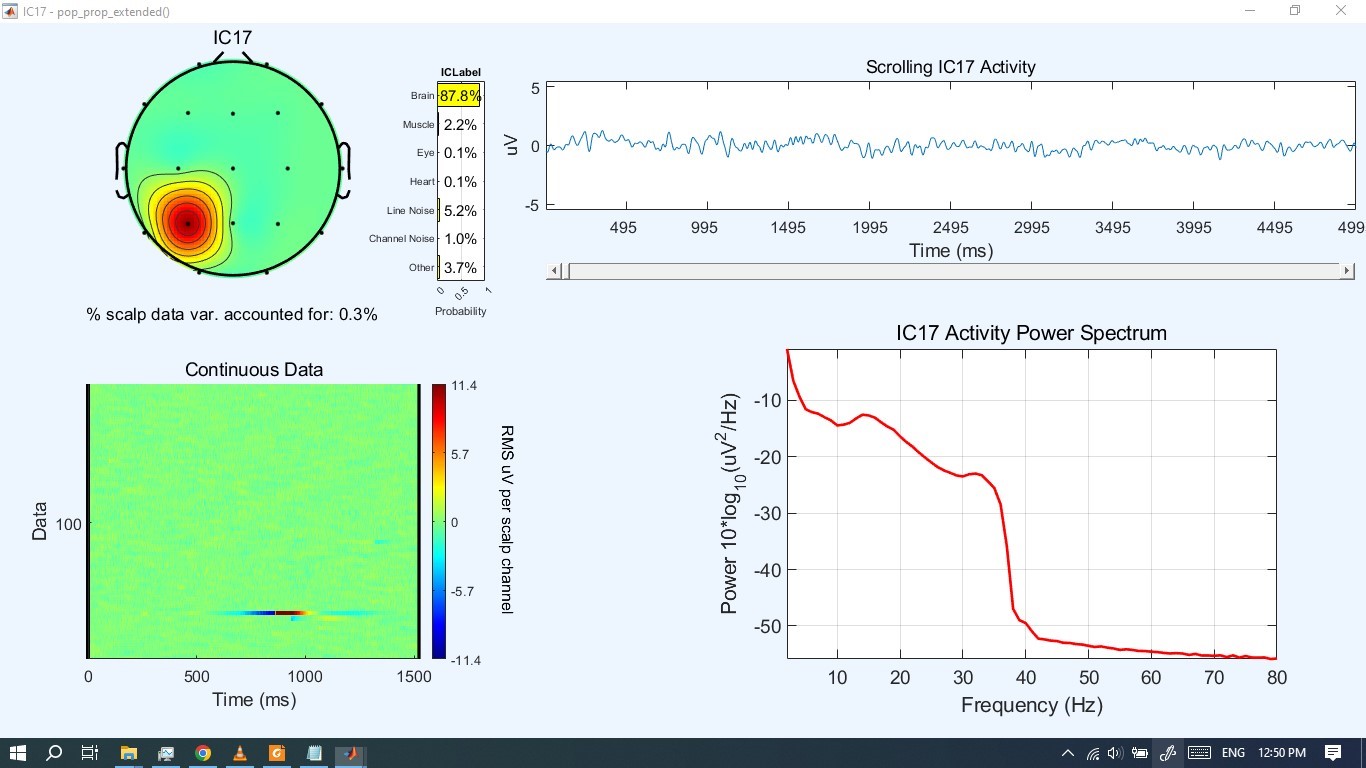 IC17 - pop_prop_extended()
IC17
ICLabel
Brain 87.8%
Muscle 2.2%
Eye 0.1%
Heart 0.1%
Line Noise 5.2%
Channel Noise 1.0%
Other 3.7%
0 0.5 1
Probability
% scalp data var. accounted for: 0.3%
Scrolling IC17 Activity
5
0
-5
uV
495 995 1495 1995 2495 2995 3495 3995 4495 499
Time (ms)
Continuous Data
Data
100
0 500 1000 1500
Time (ms)
11.4
5.7
0
-5.7
-11.4
RMS uV per scalp channel
IC17 Activity Power Spectrum
Power 10*log10(uV2/Hz)
-10
-20
-30
-40
-50
10 20 30 40 50 60 70 80
Frequency (Hz)
ENG 12:50 PM